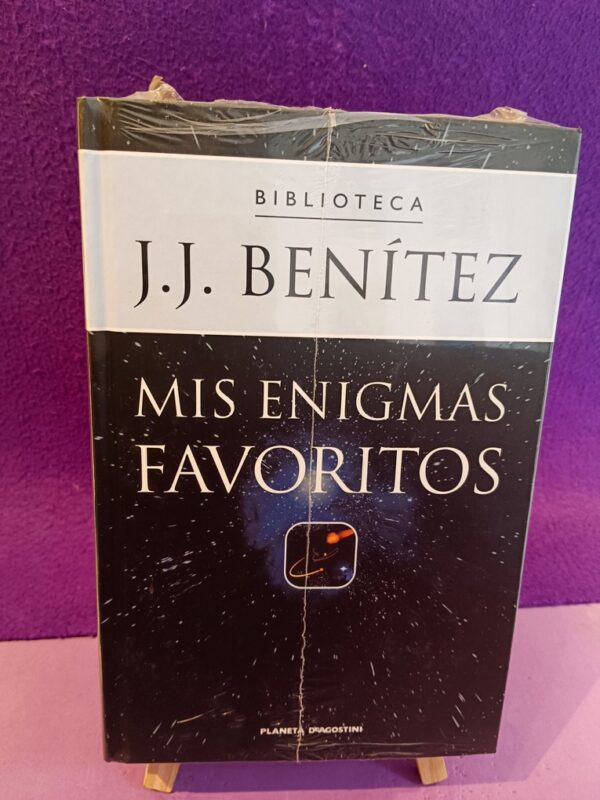 BIBLIOTECA
J.J. BENÍTEZ
MIS ENIGMAS
FAVORITOS
PLANETA DEAGOSTINI